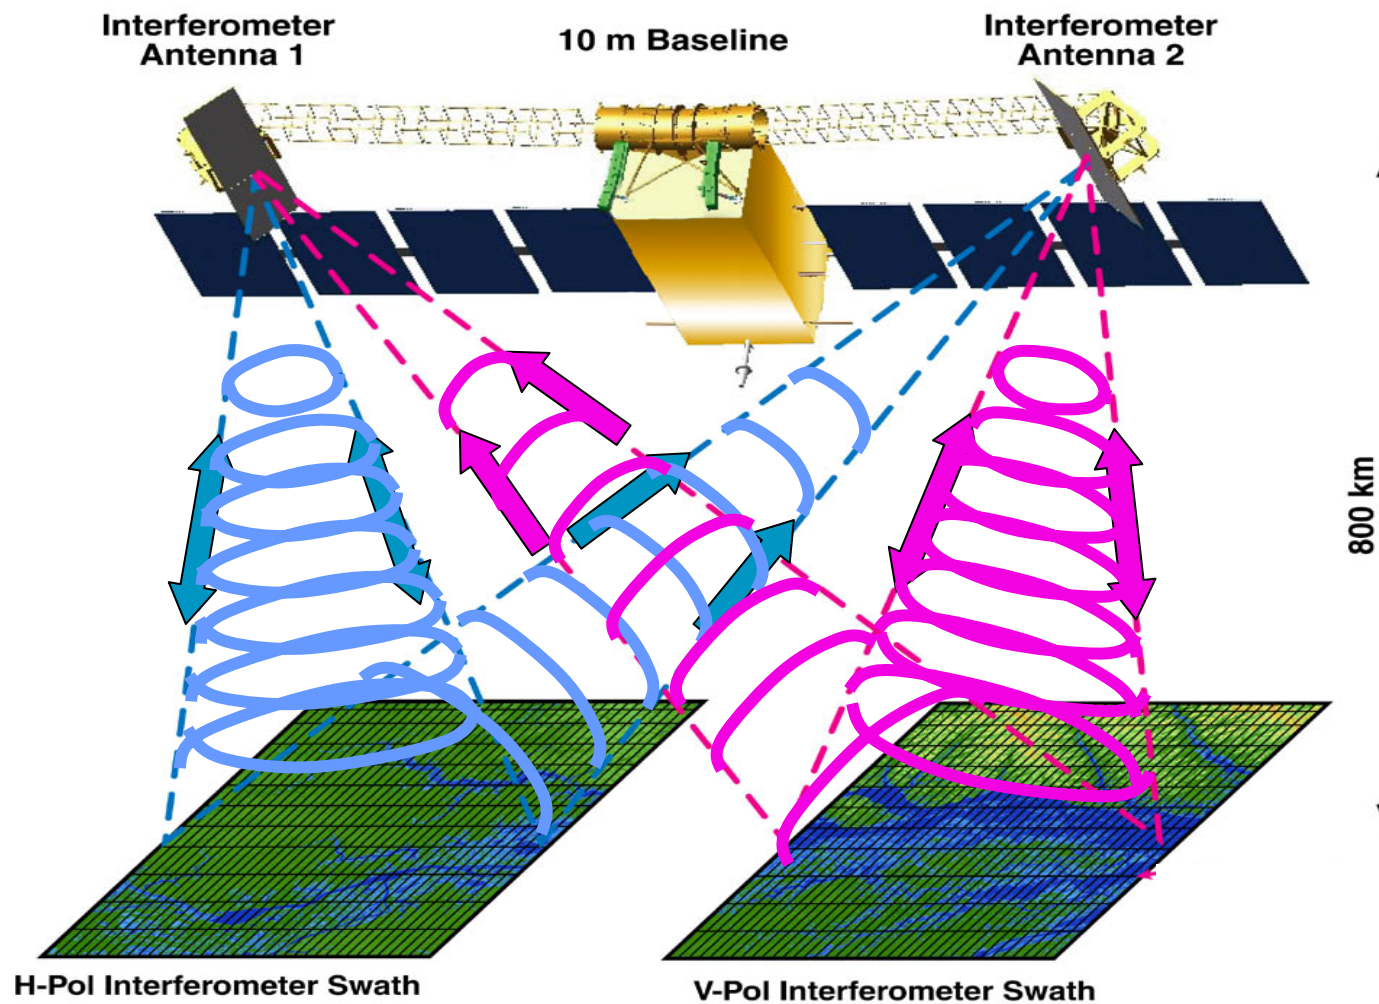 Interferometer
Antenna 1
10 m Baseline
Interferometer
Antenna 2
800 km
H-Pol Interferometer Swath
V-Pol Interferometer Swath